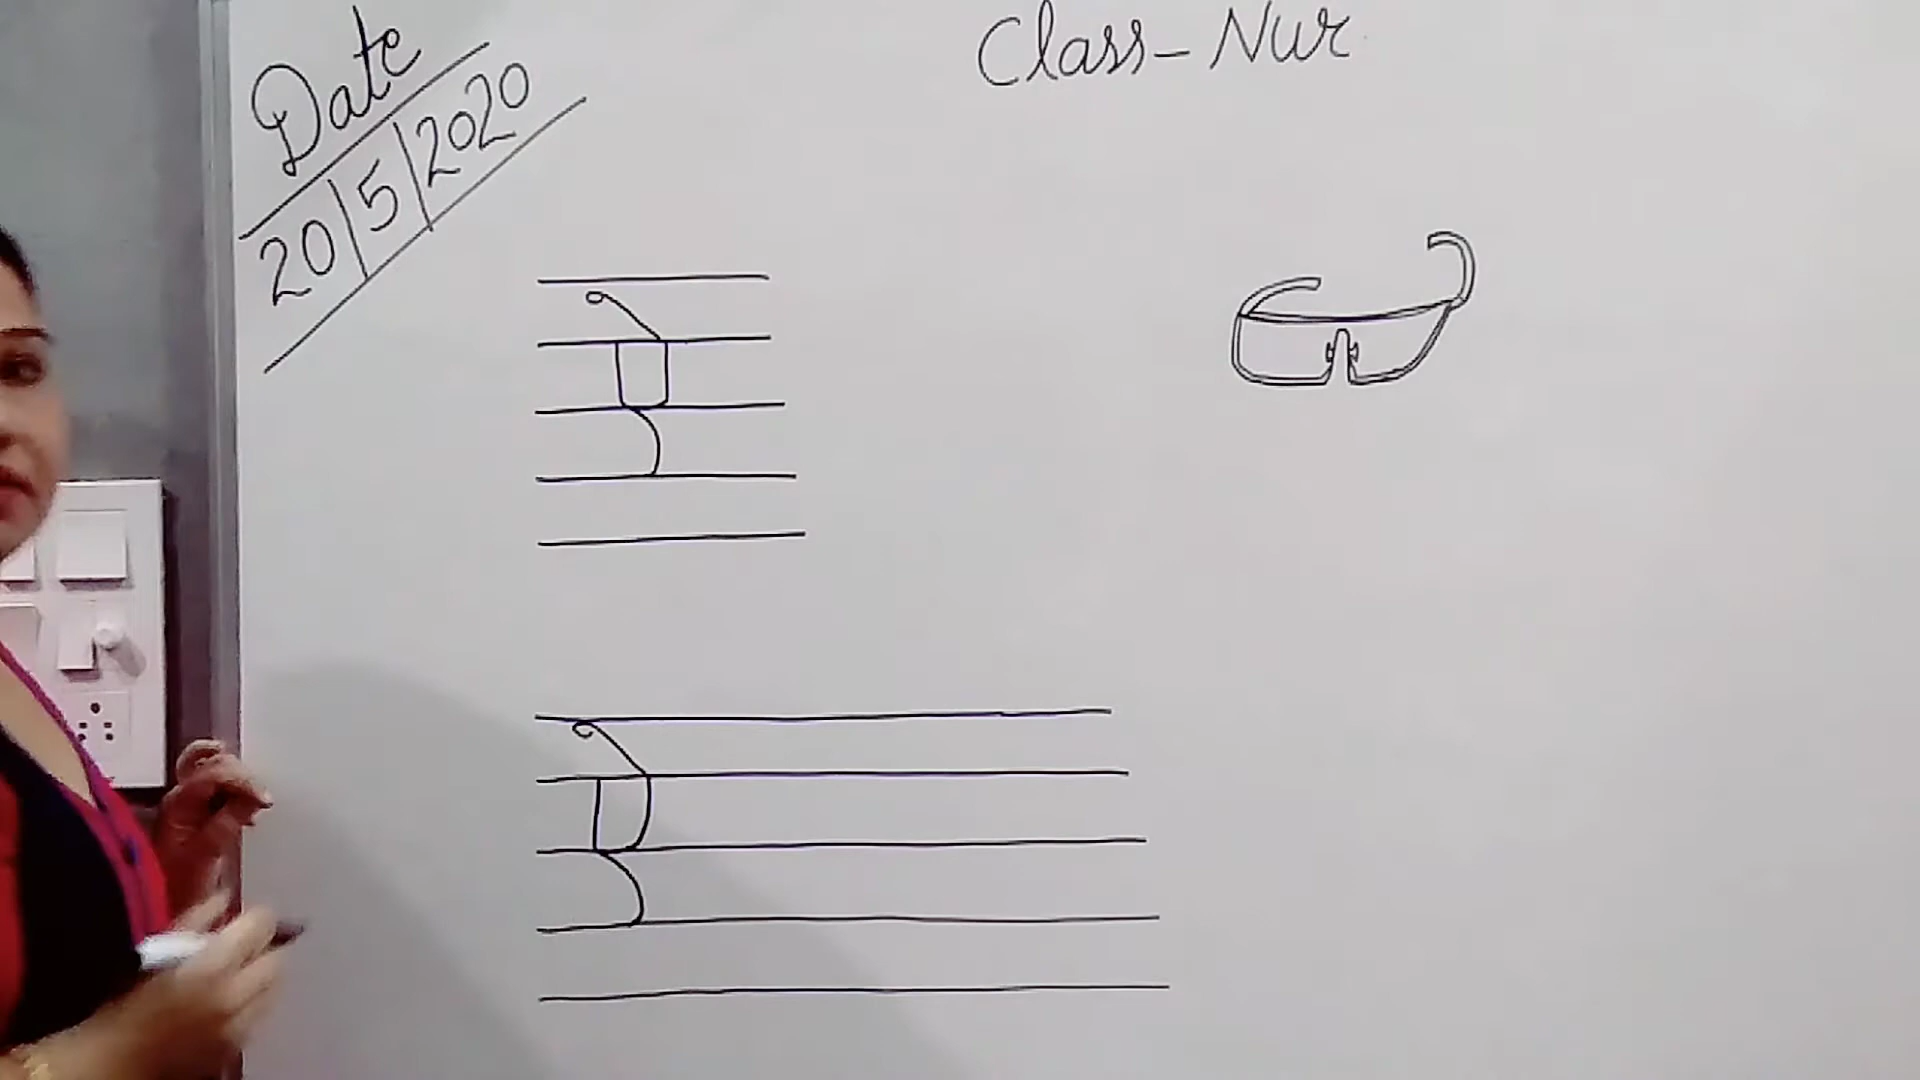 Date
20/5/2020
Class - Nur
ऐ
ऐ